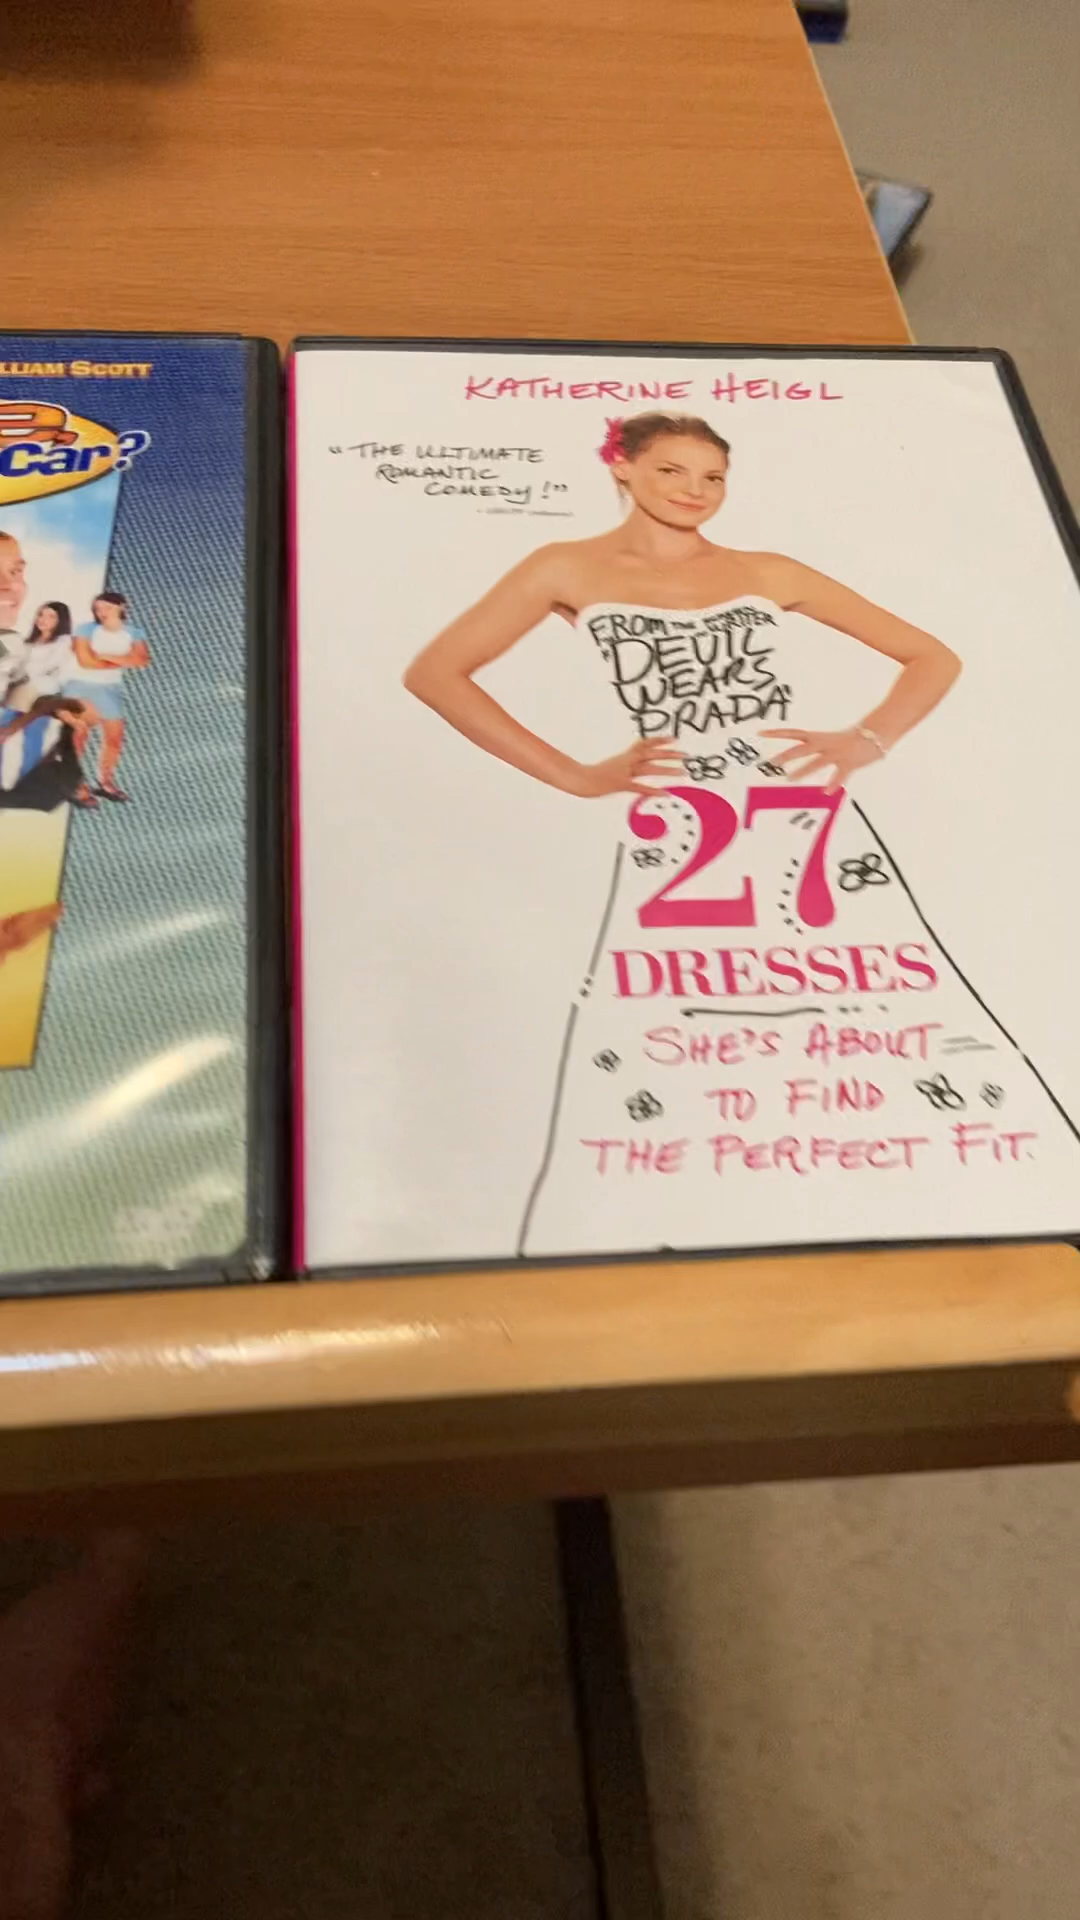 LLIAM SCOTT
e,
Car?
KATHERINE HEIGL
"THE ULTIMATE
ROMANTIC
COMEDY!"
FROM THE
WRITER
"DEVIL
WEARS
PRADA"
27
DRESSES
SHE'S ABOUT
TO FIND
THE PERFECT FIT.